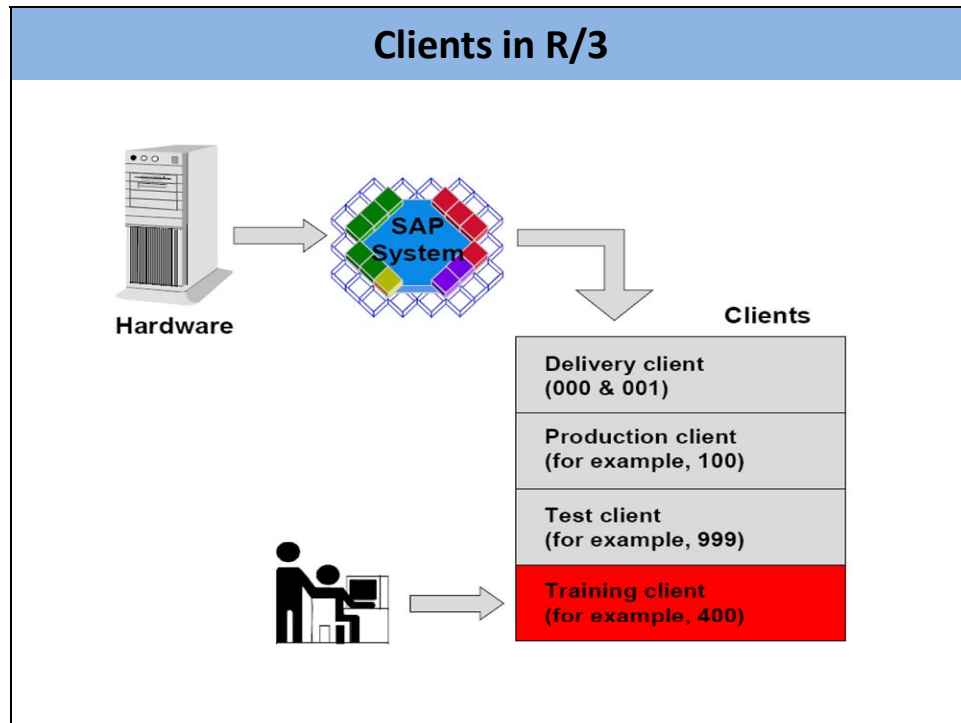 Clients in R/3
SAP
System
Hardware
Clients
Delivery client
(000 & 001)
Production client
(for example, 100)
Test client
(for example, 999)
Training client
(for example, 400)